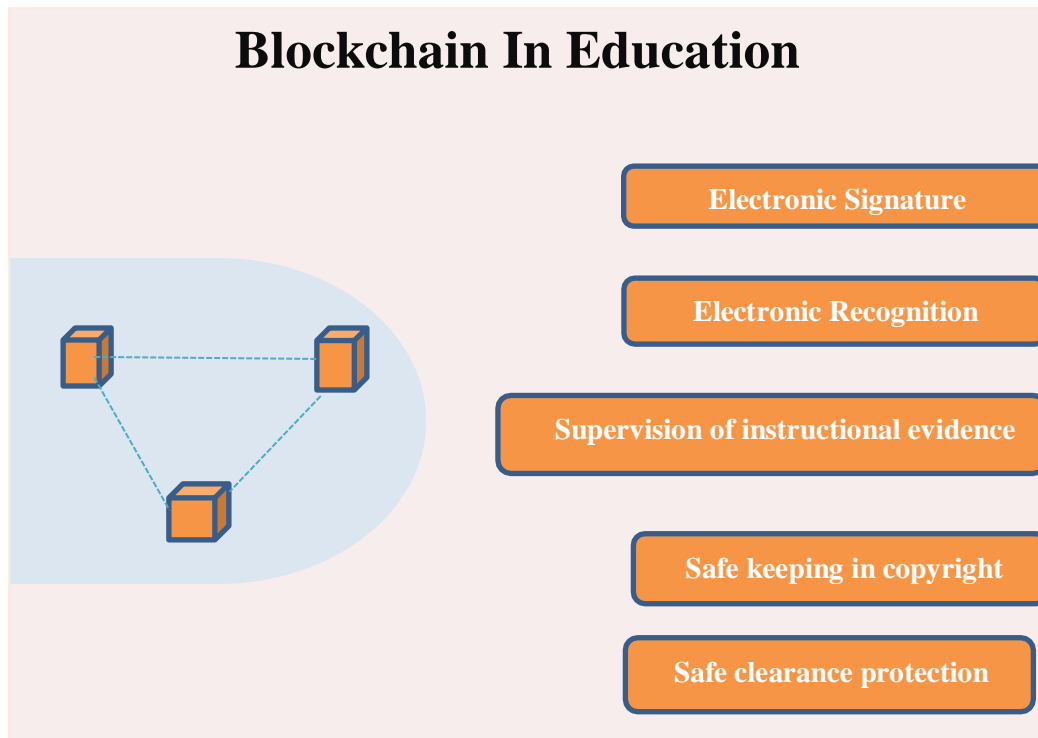 Blockchain In Education
Electronic Signature
Electronic Recognition
Supervision of instructional evidence
Safe keeping in copyright
Safe clearance protection